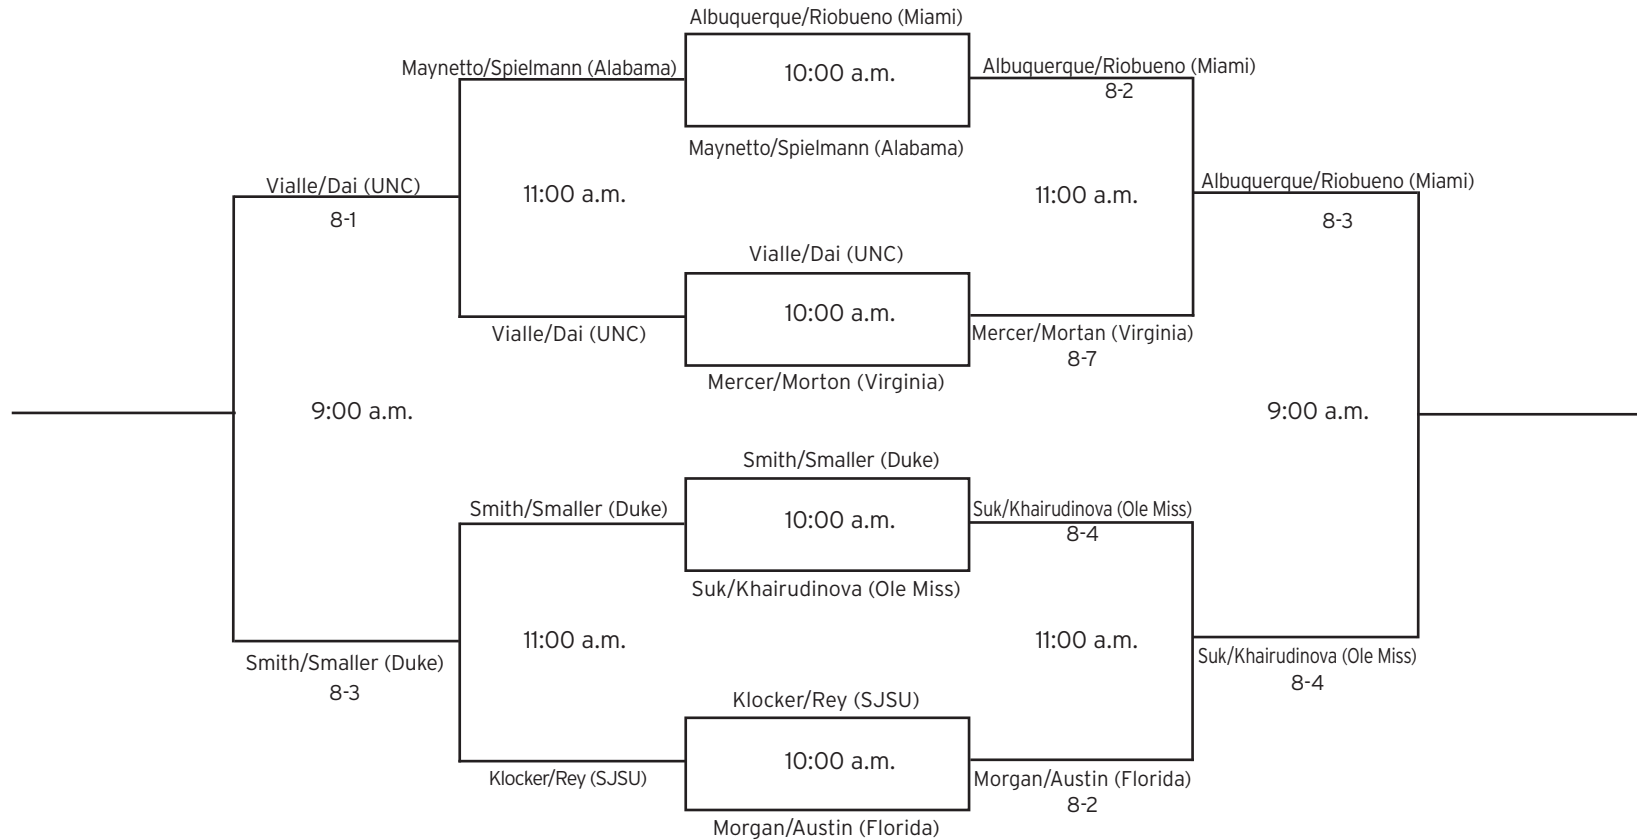 Albuquerque/Riobueno (Miami)
Maynetto/Spielmann (Alabama)
10:00 a.m.
Albuquerque/Riobueno (Miami)
8-2
Maynetto/Spielmann (Alabama)
Vialle/Dai (UNC)
8-1
11:00 a.m.
11:00 a.m.
Albuquerque/Riobueno (Miami)
8-3
Vialle/Dai (UNC)
Vialle/Dai (UNC)
10:00 a.m.
Mercer/Mortan (Virginia)
8-7
Mercer/Morton (Virginia)
9:00 a.m.
9:00 a.m.
Smith/Smaller (Duke)
Smith/Smaller (Duke)
10:00 a.m.
Suk/Khairudinova (Ole Miss)
8-4
Suk/Khairudinova (Ole Miss)
11:00 a.m.
11:00 a.m.
Smith/Smaller (Duke)
8-3
Suk/Khairudinova (Ole Miss)
8-4
Klocker/Rey (SJSU)
Klocker/Rey (SJSU)
10:00 a.m.
Morgan/Austin (Florida)
8-2
Morgan/Austin (Florida)